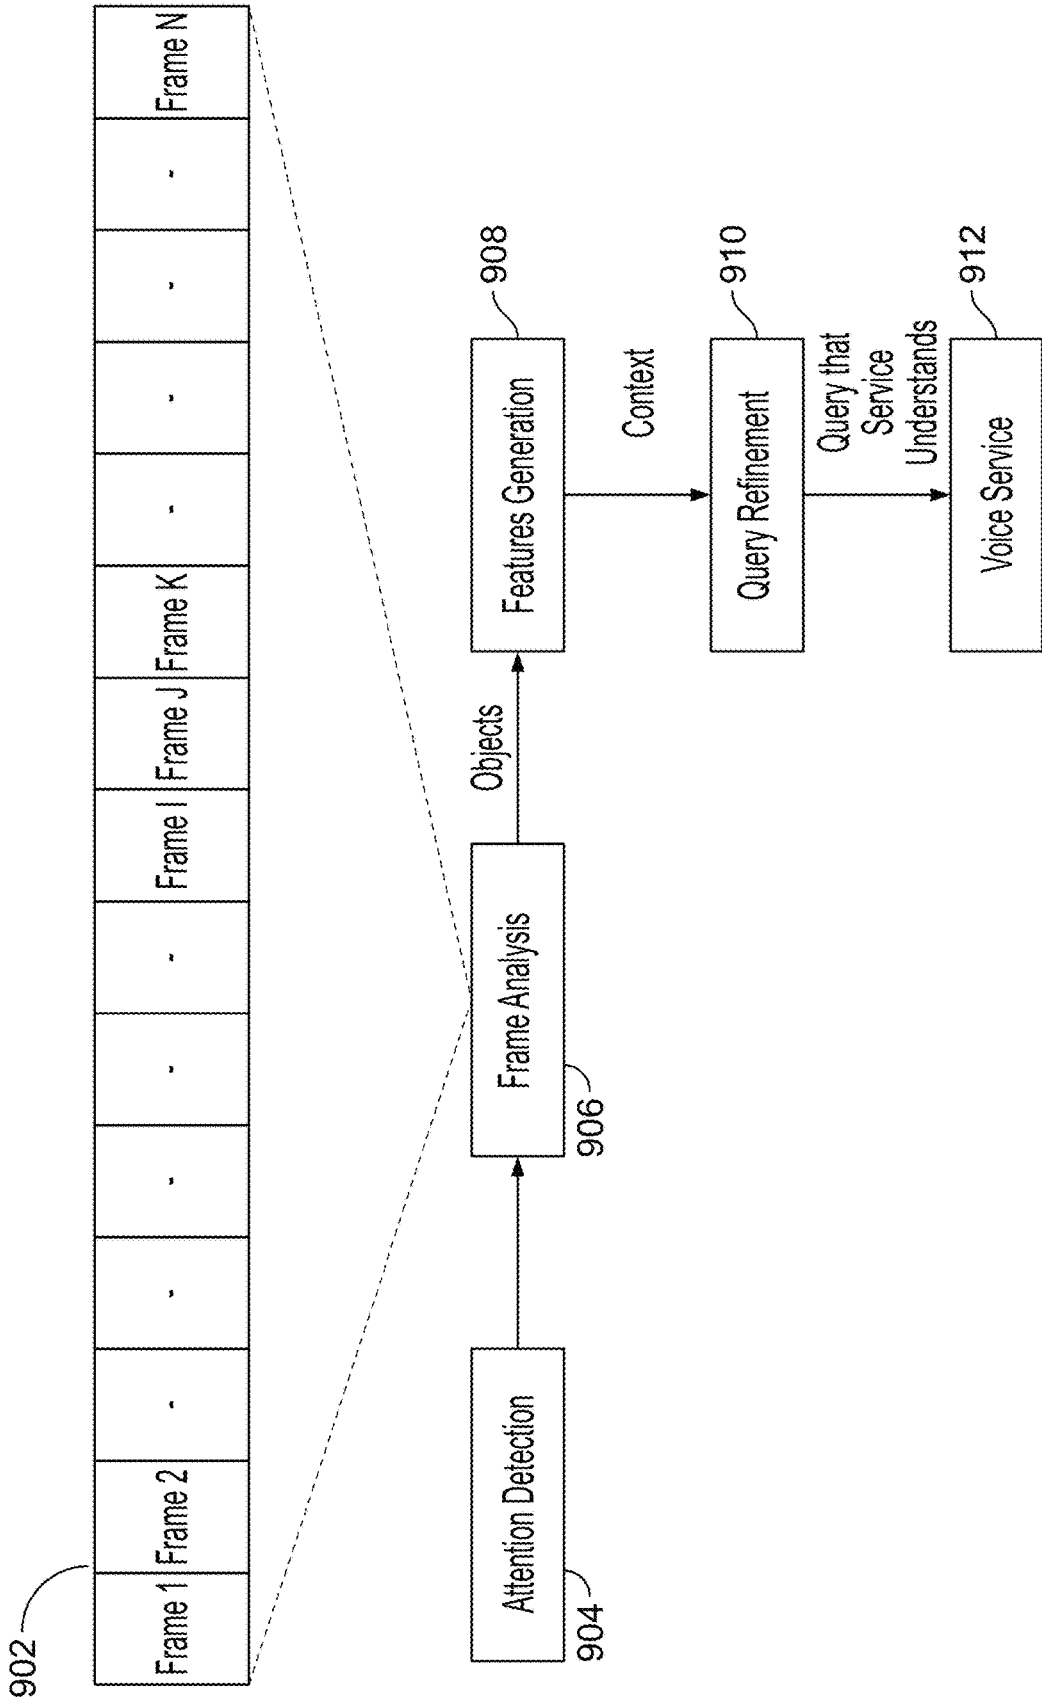 902
Frame 1
Frame 2
-
-
-
-
-
Frame I
Frame J
Frame K
-
-
-
-
Frame N
Attention Detection
904
Frame Analysis
906
Objects
Features Generation
908
Context
Query Refinement
910
Query that
Service
Understands
Voice Service
912